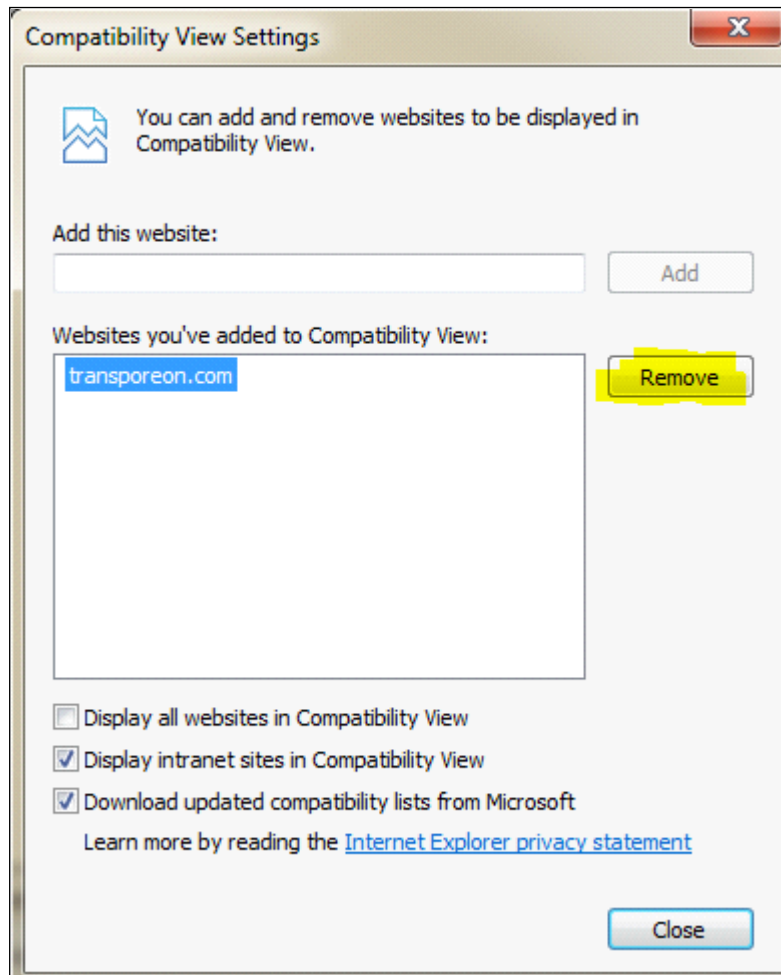 Compatibility View Settings
You can add and remove websites to be displayed in
Compatibility View.
Add this website:
Add
Websites you've added to Compatibility View:
transporeon.com
Remove
Display all websites in Compatibility View
Display intranet sites in Compatibility View
Download updated compatibility lists from Microsoft
Learn more by reading the Internet Explorer privacy statement
Close